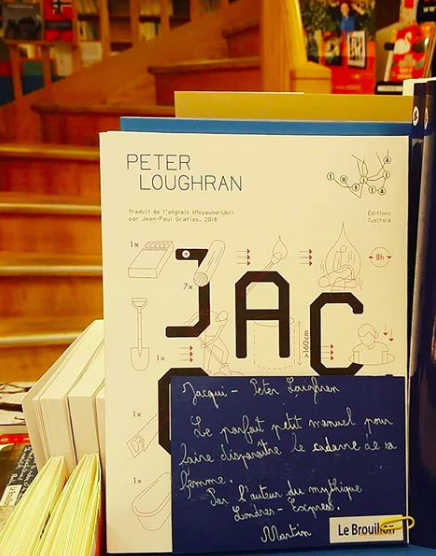 PETER
LOUGHRAN
Traduit de l'anglais (Royaume-Uni)
par Jean-Paul Gratias, 2018
Editions
Tusitala
8h
7x
JAC
1x
>160cm
1x
1x
Jacqui - Peter Loughran
Le parfait petit manuel pour
faire disparaître le cadavre de sa
femme.
Par l'auteur du mythique
Londres-Express.
Martin
Le Brouillon